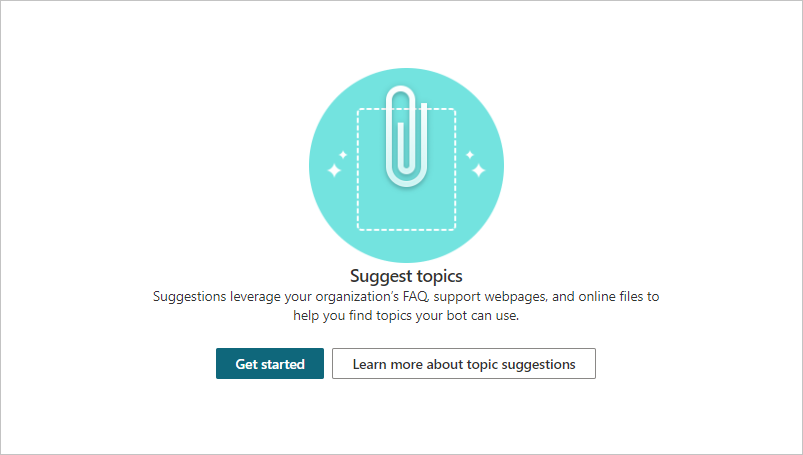 Suggest topics
Suggestions leverage your organization’s FAQ, support webpages, and online files to
help you find topics your bot can use.
Get started
Learn more about topic suggestions